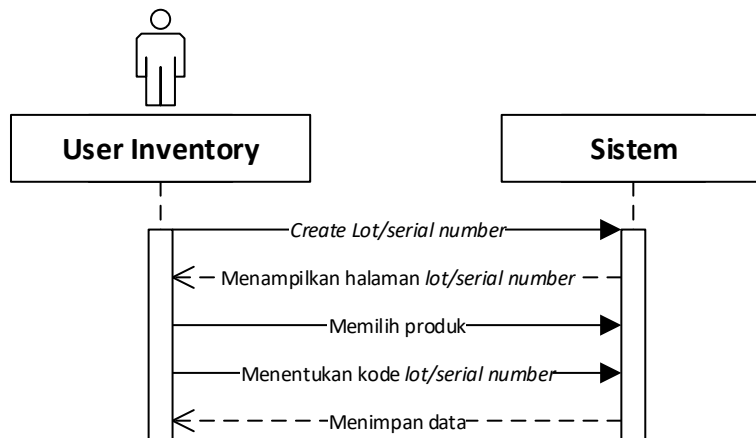 User Inventory
Sistem
Create Lot/serial number
Menampilkan halaman lot/serial number
Memilih produk
Menentukan kode lot/serial number
Menimpan data